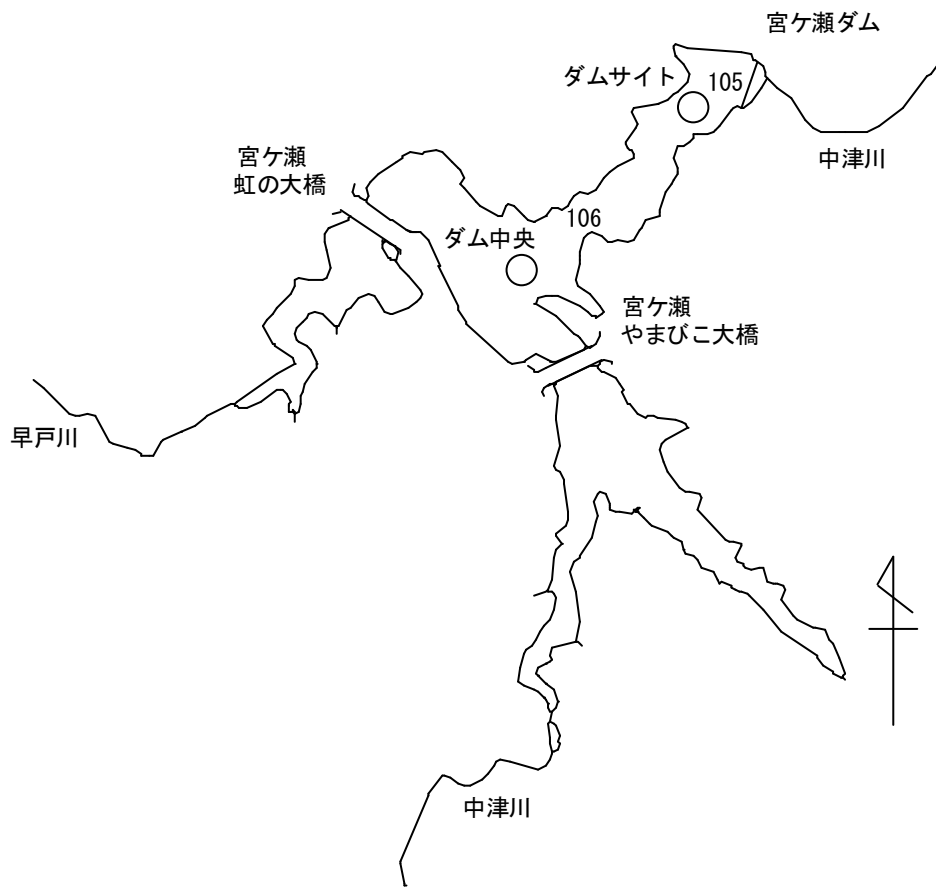 宮ケ瀬ダム
ダムサイト
105
中津川
宮ケ瀬
虹の大橋
106
ダム中央
宮ケ瀬
やまびこ大橋
早戸川
中津川